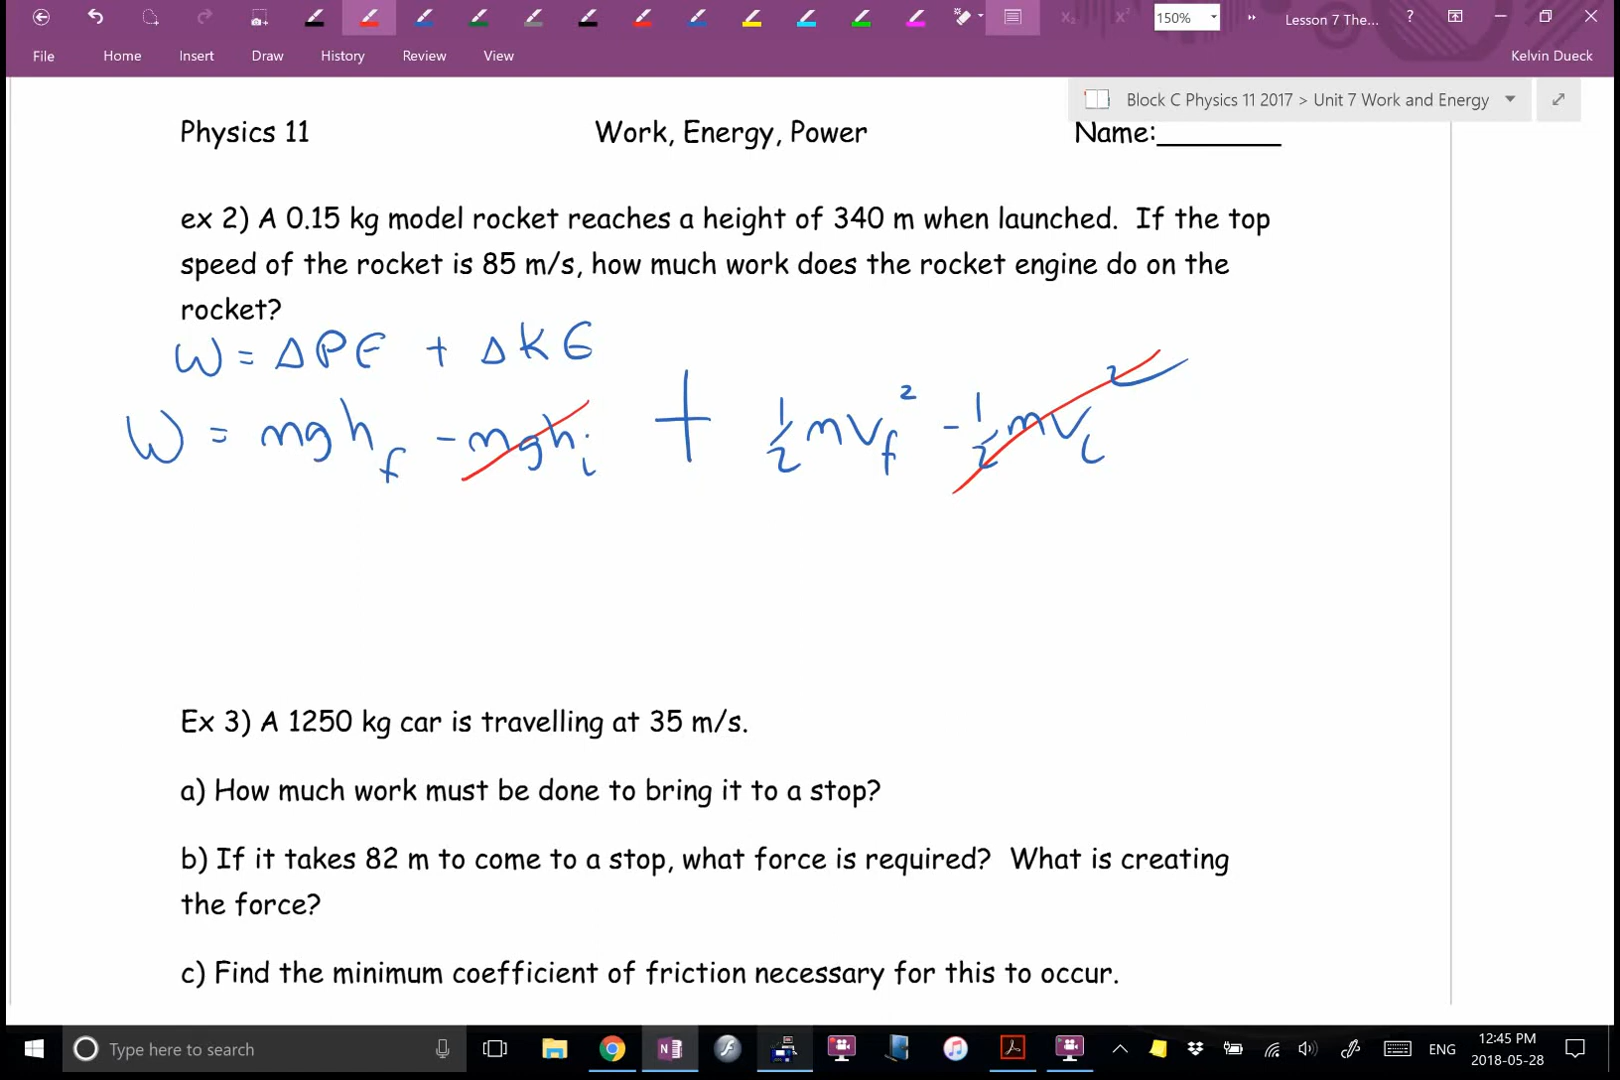 150%
Lesson 7 The...
?
File Home Insert Draw History Review View
Kelvin Dueck
Block C Physics 11 2017 > Unit 7 Work and Energy
Physics 11 Work, Energy, Power Name:________
ex 2) A 0.15 kg model rocket reaches a height of 340 m when launched. If the top
speed of the rocket is 85 m/s, how much work does the rocket engine do on the
rocket?
W = ΔPE + ΔKE
W = mgh_f - mgh_i + ½mv_f² - ½mv_i²
Ex 3) A 1250 kg car is travelling at 35 m/s.
a) How much work must be done to bring it to a stop?
b) If it takes 82 m to come to a stop, what force is required? What is creating
the force?
c) Find the minimum coefficient of friction necessary for this to occur.
Type here to search
ENG
12:45 PM
2018-05-28